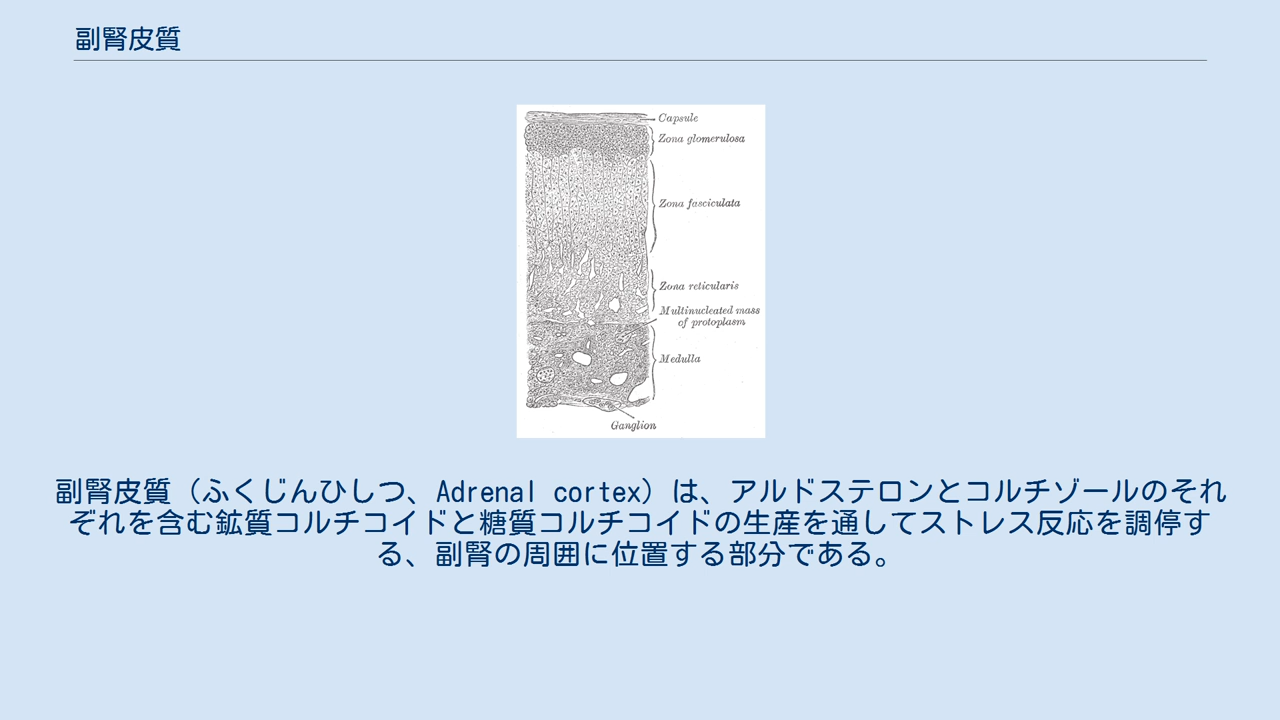 副腎皮質
Capsule
Zona glomerulosa
Zona fasciculata
Zona reticularis
Multinucleated mass
of protoplasm
Medulla
Ganglion
副腎皮質（ふくじんひしつ、Adrenal cortex）は、アルドステロンとコルチゾールのそれ
ぞれを含む鉱質コルチコイドと糖質コルチコイドの生産を通してストレス反応を調停す
る、副腎の周囲に位置する部分である。